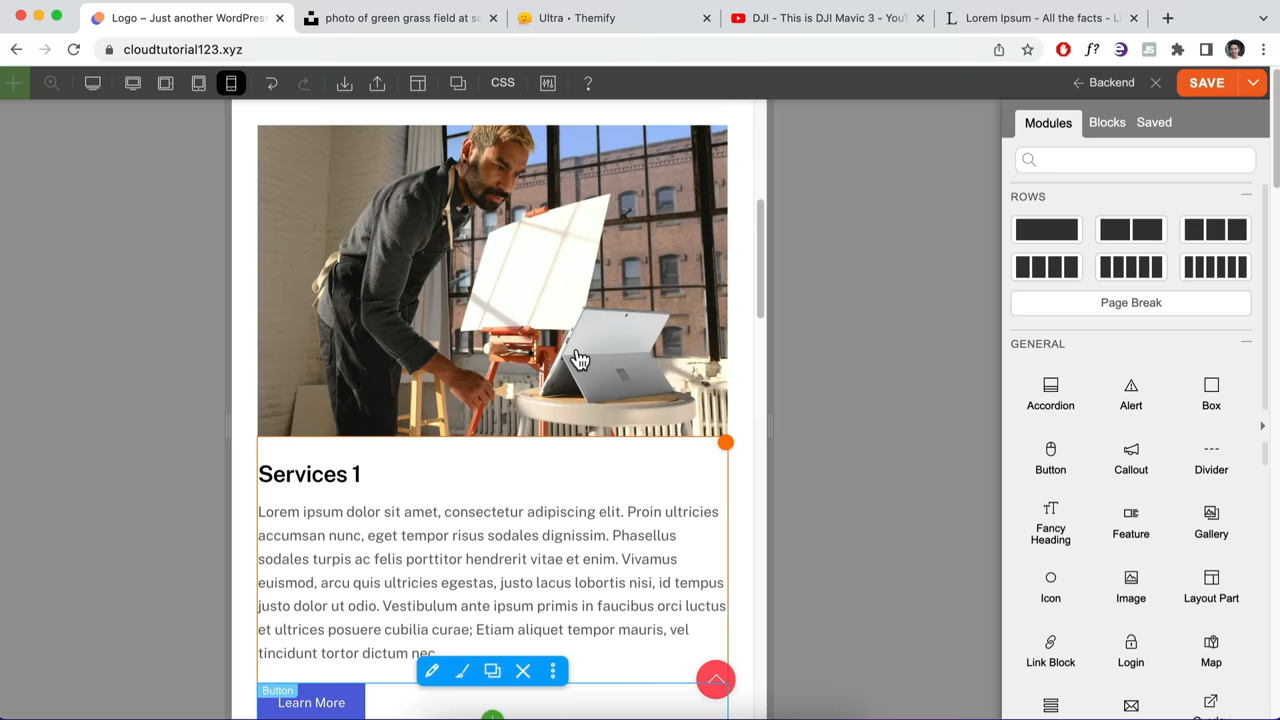 Logo – Just another WordPress
photo of green grass field at su
Ultra • Themify
DJI - This is DJI Mavic 3 - YouT
Lorem Ipsum - All the facts - Li
cloudtutorial123.xyz
f?
JS
CSS
?
Backend
SAVE
Modules
Blocks
Saved
ROWS
Page Break
GENERAL
Accordion
Alert
Box
Button
Callout
Divider
Fancy
Heading
Feature
Gallery
Icon
Image
Layout Part
Link Block
Login
Map
Services 1
Lorem ipsum dolor sit amet, consectetur adipiscing elit. Proin ultricies
accumsan nunc, eget tempor risus sodales dignissim. Phasellus
sodales turpis ac felis porttitor hendrerit vitae et enim. Vivamus
euismod, arcu quis ultricies egestas, justo lacus lobortis nisi, id tempus
justo dolor ut odio. Vestibulum ante ipsum primis in faucibus orci luctus
et ultrices posuere cubilia curae; Etiam aliquet tempor mauris, vel
tincidunt tortor dictum nec
Button
Learn More